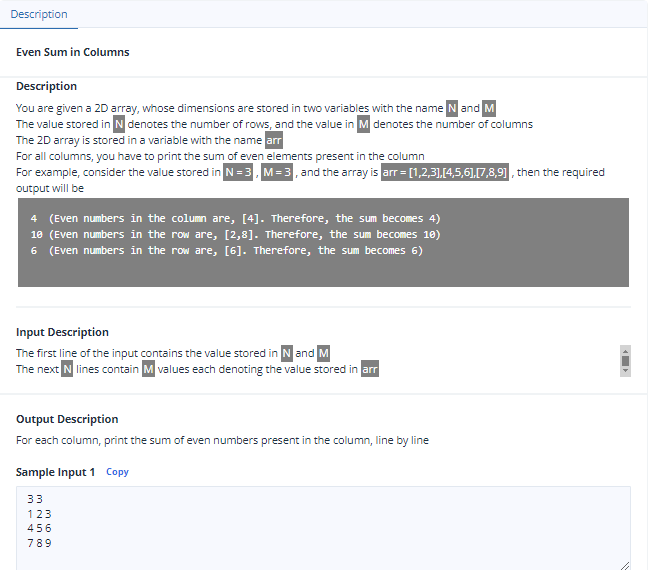 Description
Even Sum in Columns
Description
You are given a 2D array, whose dimensions are stored in two variables with the name N and M
The value stored in N denotes the number of rows, and the value in M denotes the number of columns
The 2D array is stored in a variable with the name arr
For all columns, you have to print the sum of even elements present in the column
For example, consider the value stored in N = 3 , M = 3 , and the array is arr = [1,2,3],[4,5,6],[7,8,9] , then the required
output will be
4 (Even numbers in the column are, [4]. Therefore, the sum becomes 4)
10 (Even numbers in the row are, [2,8]. Therefore, the sum becomes 10)
6 (Even numbers in the row are, [6]. Therefore, the sum becomes 6)
Input Description
The first line of the input contains the value stored in N and M
The next N lines contain M values each denoting the value stored in arr
Output Description
For each column, print the sum of even numbers present in the column, line by line
Sample Input 1 Copy
3 3
1 2 3
4 5 6
7 8 9